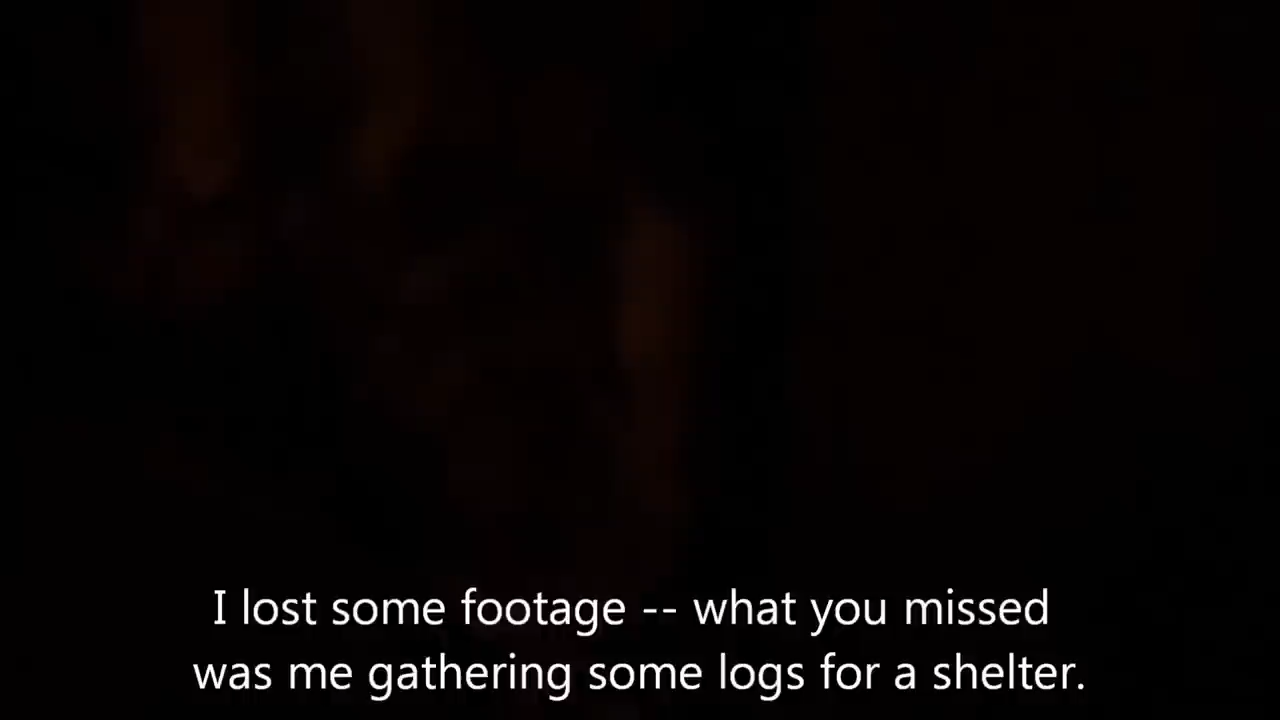 I lost some footage -- what you missed
was me gathering some logs for a shelter.